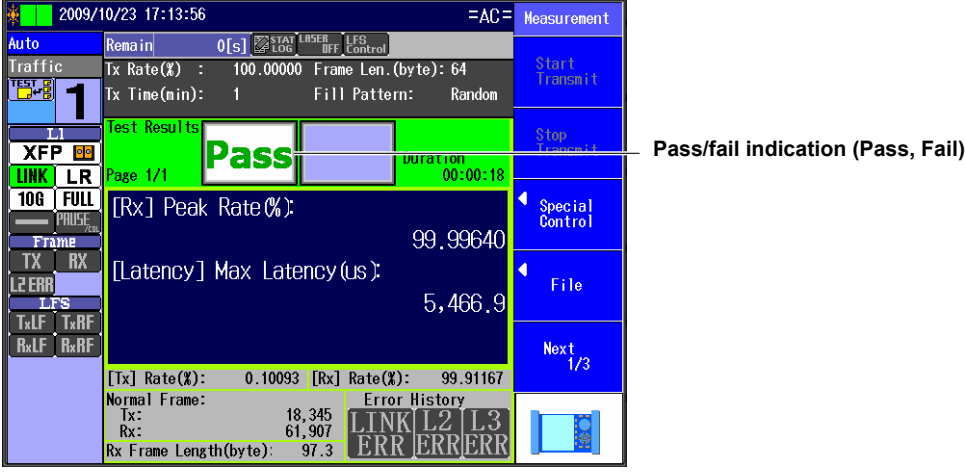 2009/10/23 17:13:56 =AC= Measurement
Auto Remain 0[s] STAT LOG LASER OFF LFS Control
Traffic
Tx Rate(%) : 100.00000 Frame Len.(byte): 64
Tx Time(min): 1 Fill Pattern: Random
TEST 1
Start Transmit
Stop Transmit
Special Control
File
Next 1/3
L1
XFP
LINK LR
10G FULL
PAUSE /COL
Frame
TX RX
L2 ERR
LFS
TxLF TxRF
RxLF RxRF
Test Results
Pass
Page 1/1
Duration
00:00:18
[Rx] Peak Rate(%):
99.99640
[Latency] Max Latency(us):
5,466.9
[Tx] Rate(%): 0.10093 [Rx] Rate(%): 99.91167
Normal Frame:
Tx: 18,345
Rx: 61,907
Rx Frame Length(byte): 97.3
Error History
LINK ERR L2 ERR L3 ERR
Pass/fail indication (Pass, Fail)